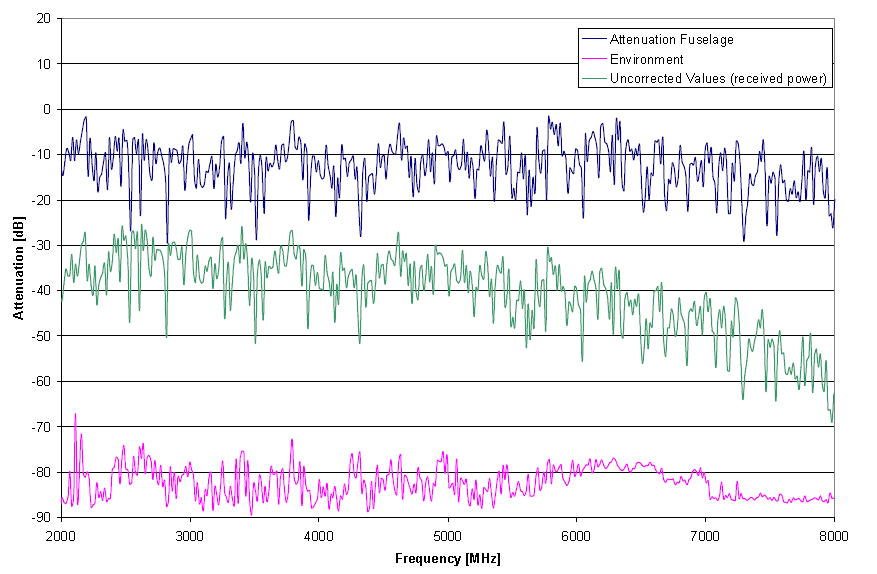 20
10
0
-10
-20
-30
-40
-50
-60
-70
-80
-90
Attenuation [dB]
Attenuation Fuselage
Environment
Uncorrected Values (received power)
2000 3000 4000 5000 6000 7000 8000
Frequency [MHz]